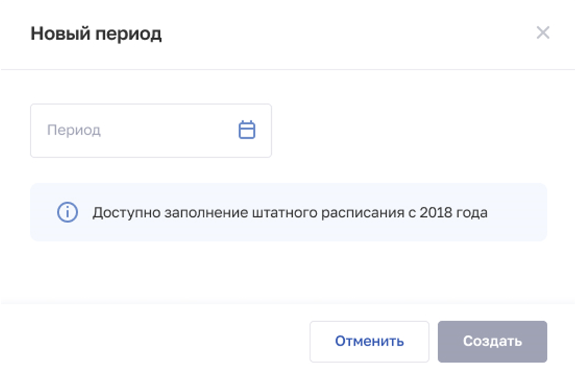 Новый период
Период
Доступно заполнение штатного расписания с 2018 года
Отменить
Создать